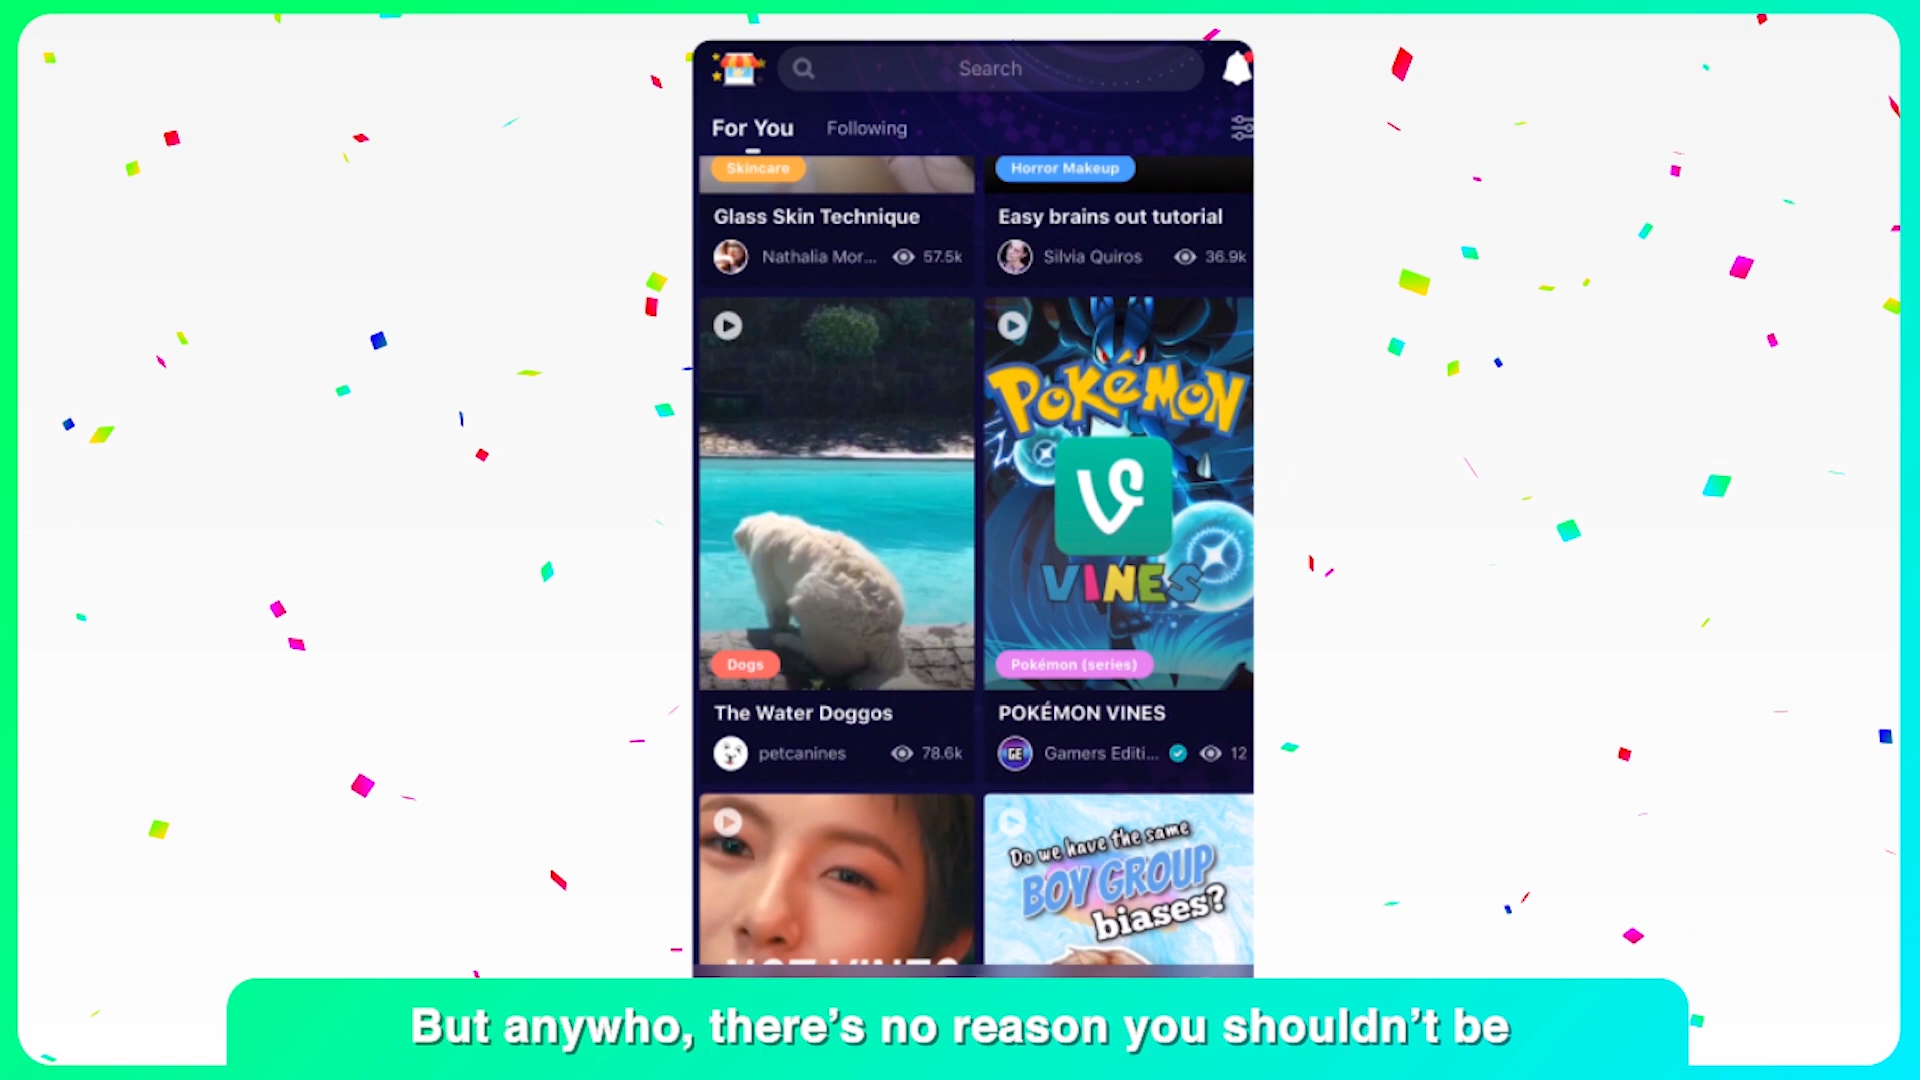 Search
For You
Following
Skincare
Horror Makeup
Glass Skin Technique
Easy brains out tutorial
Nathalia Mor...
57.5k
Silvia Quiros
36.9k
POKÉMON
VINES
Dogs
Pokémon (series)
The Water Doggos
POKÉMON VINES
petcanines
78.6k
GE
Gamers Editi...
12
Do we have the same
BOY GROUP
biases?
But anywho, there's no reason you shouldn't be